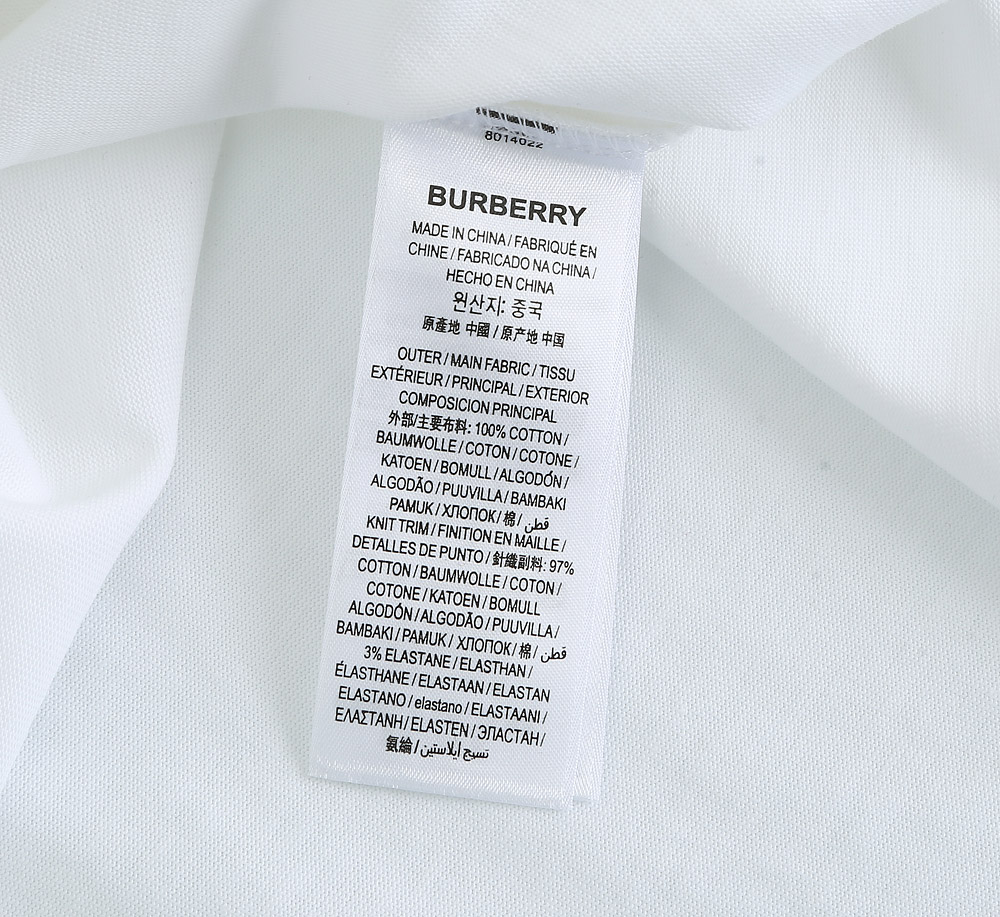 8014022
BURBERRY
MADE IN CHINA / FABRIQUÉ EN
CHINE / FABRICADO NA CHINA /
HECHO EN CHINA
원산지: 중국
原產地 中國 / 原产地 中国
OUTER / MAIN FABRIC / TISSU
EXTÉRIEUR / PRINCIPAL / EXTERIOR
COMPOSICION PRINCIPAL
外部/主要布料: 100% COTTON /
BAUMWOLLE / COTON / COTONE /
KATOEN / BOMULL / ALGODÓN /
ALGODÃO / PUUVILLA / BAMBAKI
PAMUK / ХЛОПОК / 棉 / قطن
KNIT TRIM / FINITION EN MAILLE /
DETALLES DE PUNTO / 針織副料: 97%
COTTON / BAUMWOLLE / COTON /
COTONE / KATOEN / BOMULL
ALGODÓN / ALGODÃO / PUUVILLA /
BAMBAKI / PAMUK / ХЛОПОК / 棉 / قطن
3% ELASTANE / ELASTHAN /
ÉLASTHANE / ELASTAAN / ELASTAN
ELASTANO / elastano / ELASTAANI /
ΕΛΑΣΤΑΝΗ / ELASTEN / ЭЛАСТАН /
氨綸 / نسيج إيلاستين